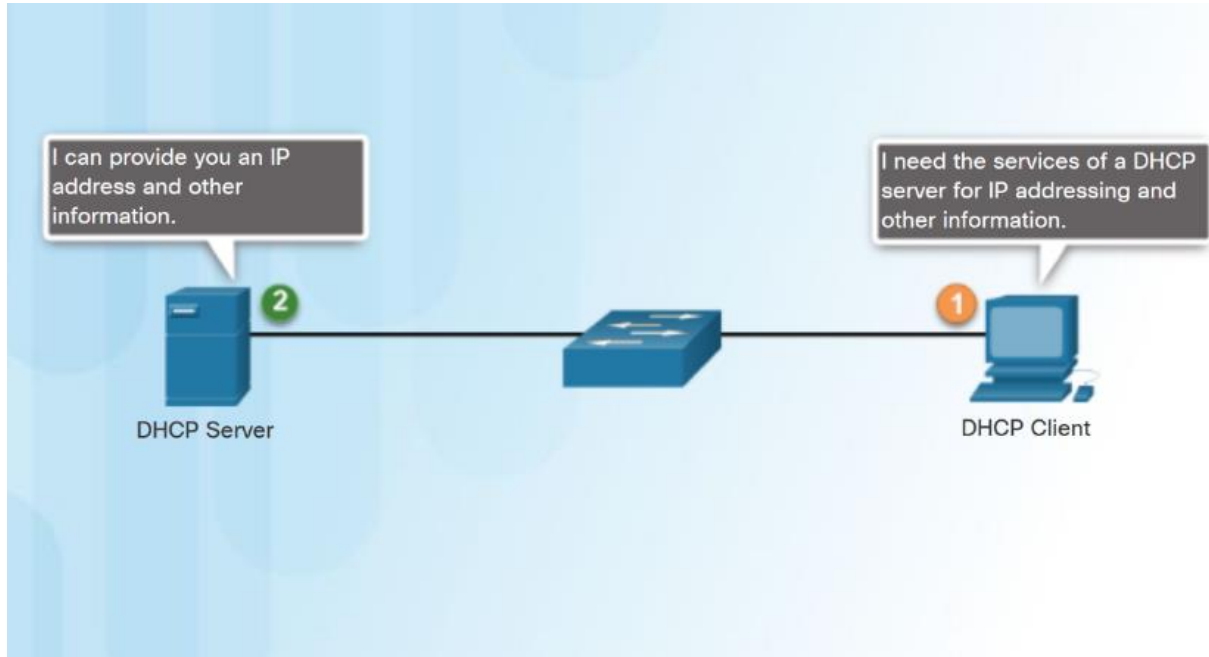 I can provide you an IP
address and other
information.
I need the services of a DHCP
server for IP addressing and
other information.
2
1
DHCP Server
DHCP Client